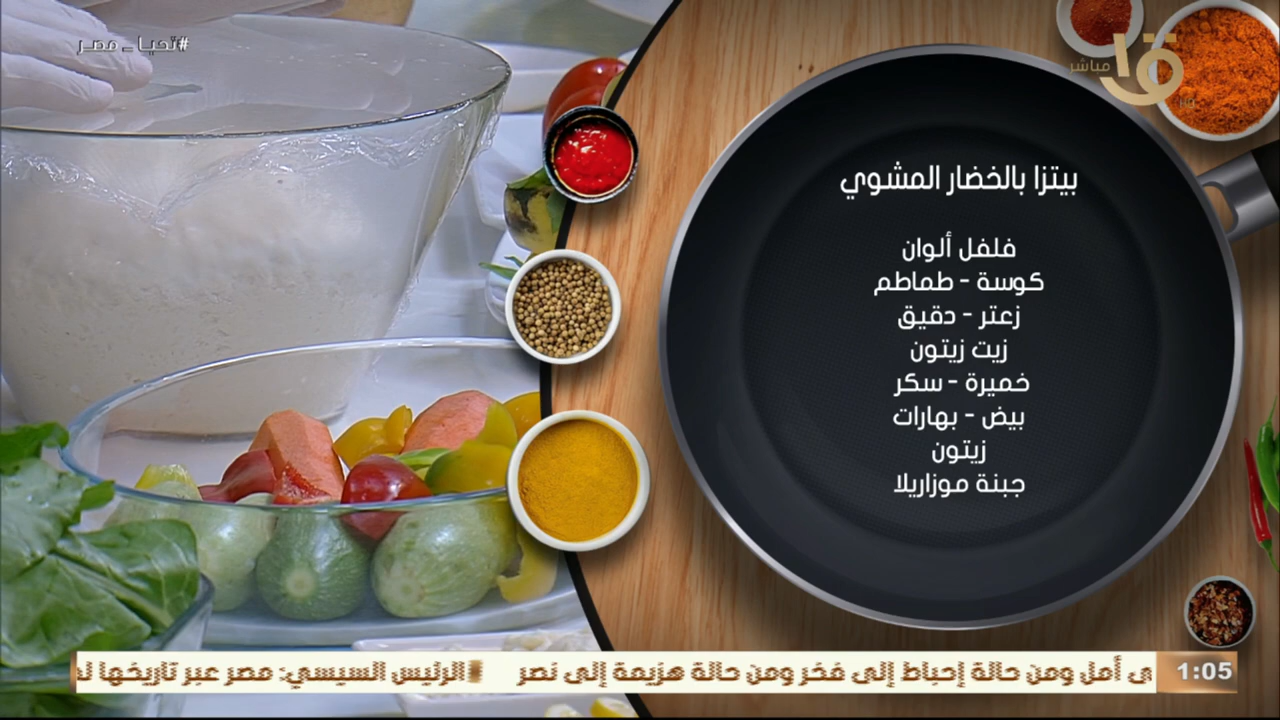 #تحيا_مصر
مباشر
بيتزا بالخضار المشوي
فلفل ألوان
كوسة - طماطم
زعتر - دقيق
زيت زيتون
خميرة - سكر
بيض - بهارات
زيتون
جبنة موزاريلا
1:05
أمل ومن حالة إحباط إلى فخر ومن حالة هزيمة إلى نصر الرئيس السيسي: مصر عبر تاريخها